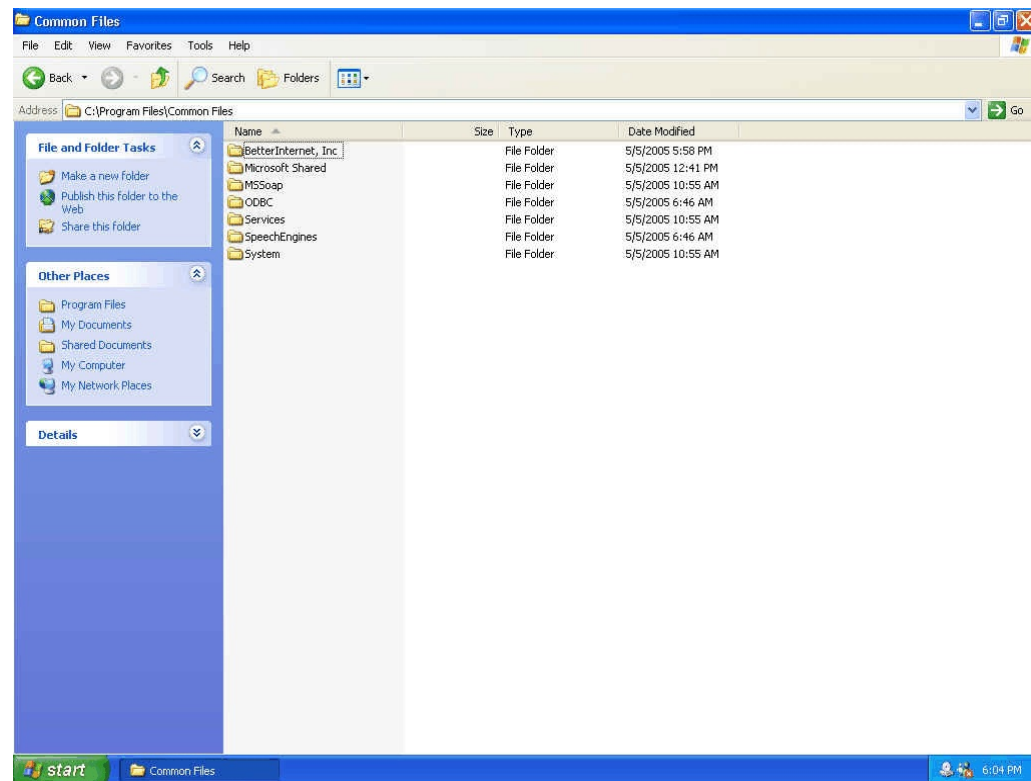 Common Files
File Edit View Favorites Tools Help
Back Search Folders
Address C:\Program Files\Common Files Go
File and Folder Tasks
Make a new folder
Publish this folder to the
Web
Share this folder
Other Places
Program Files
My Documents
Shared Documents
My Computer
My Network Places
Details
Name Size Type Date Modified
BetterInternet, Inc File Folder 5/5/2005 5:58 PM
Microsoft Shared File Folder 5/5/2005 12:41 PM
MSSoap File Folder 5/5/2005 10:55 AM
ODBC File Folder 5/5/2005 6:46 AM
Services File Folder 5/5/2005 10:55 AM
SpeechEngines File Folder 5/5/2005 6:46 AM
System File Folder 5/5/2005 10:55 AM
start Common Files 6:04 PM